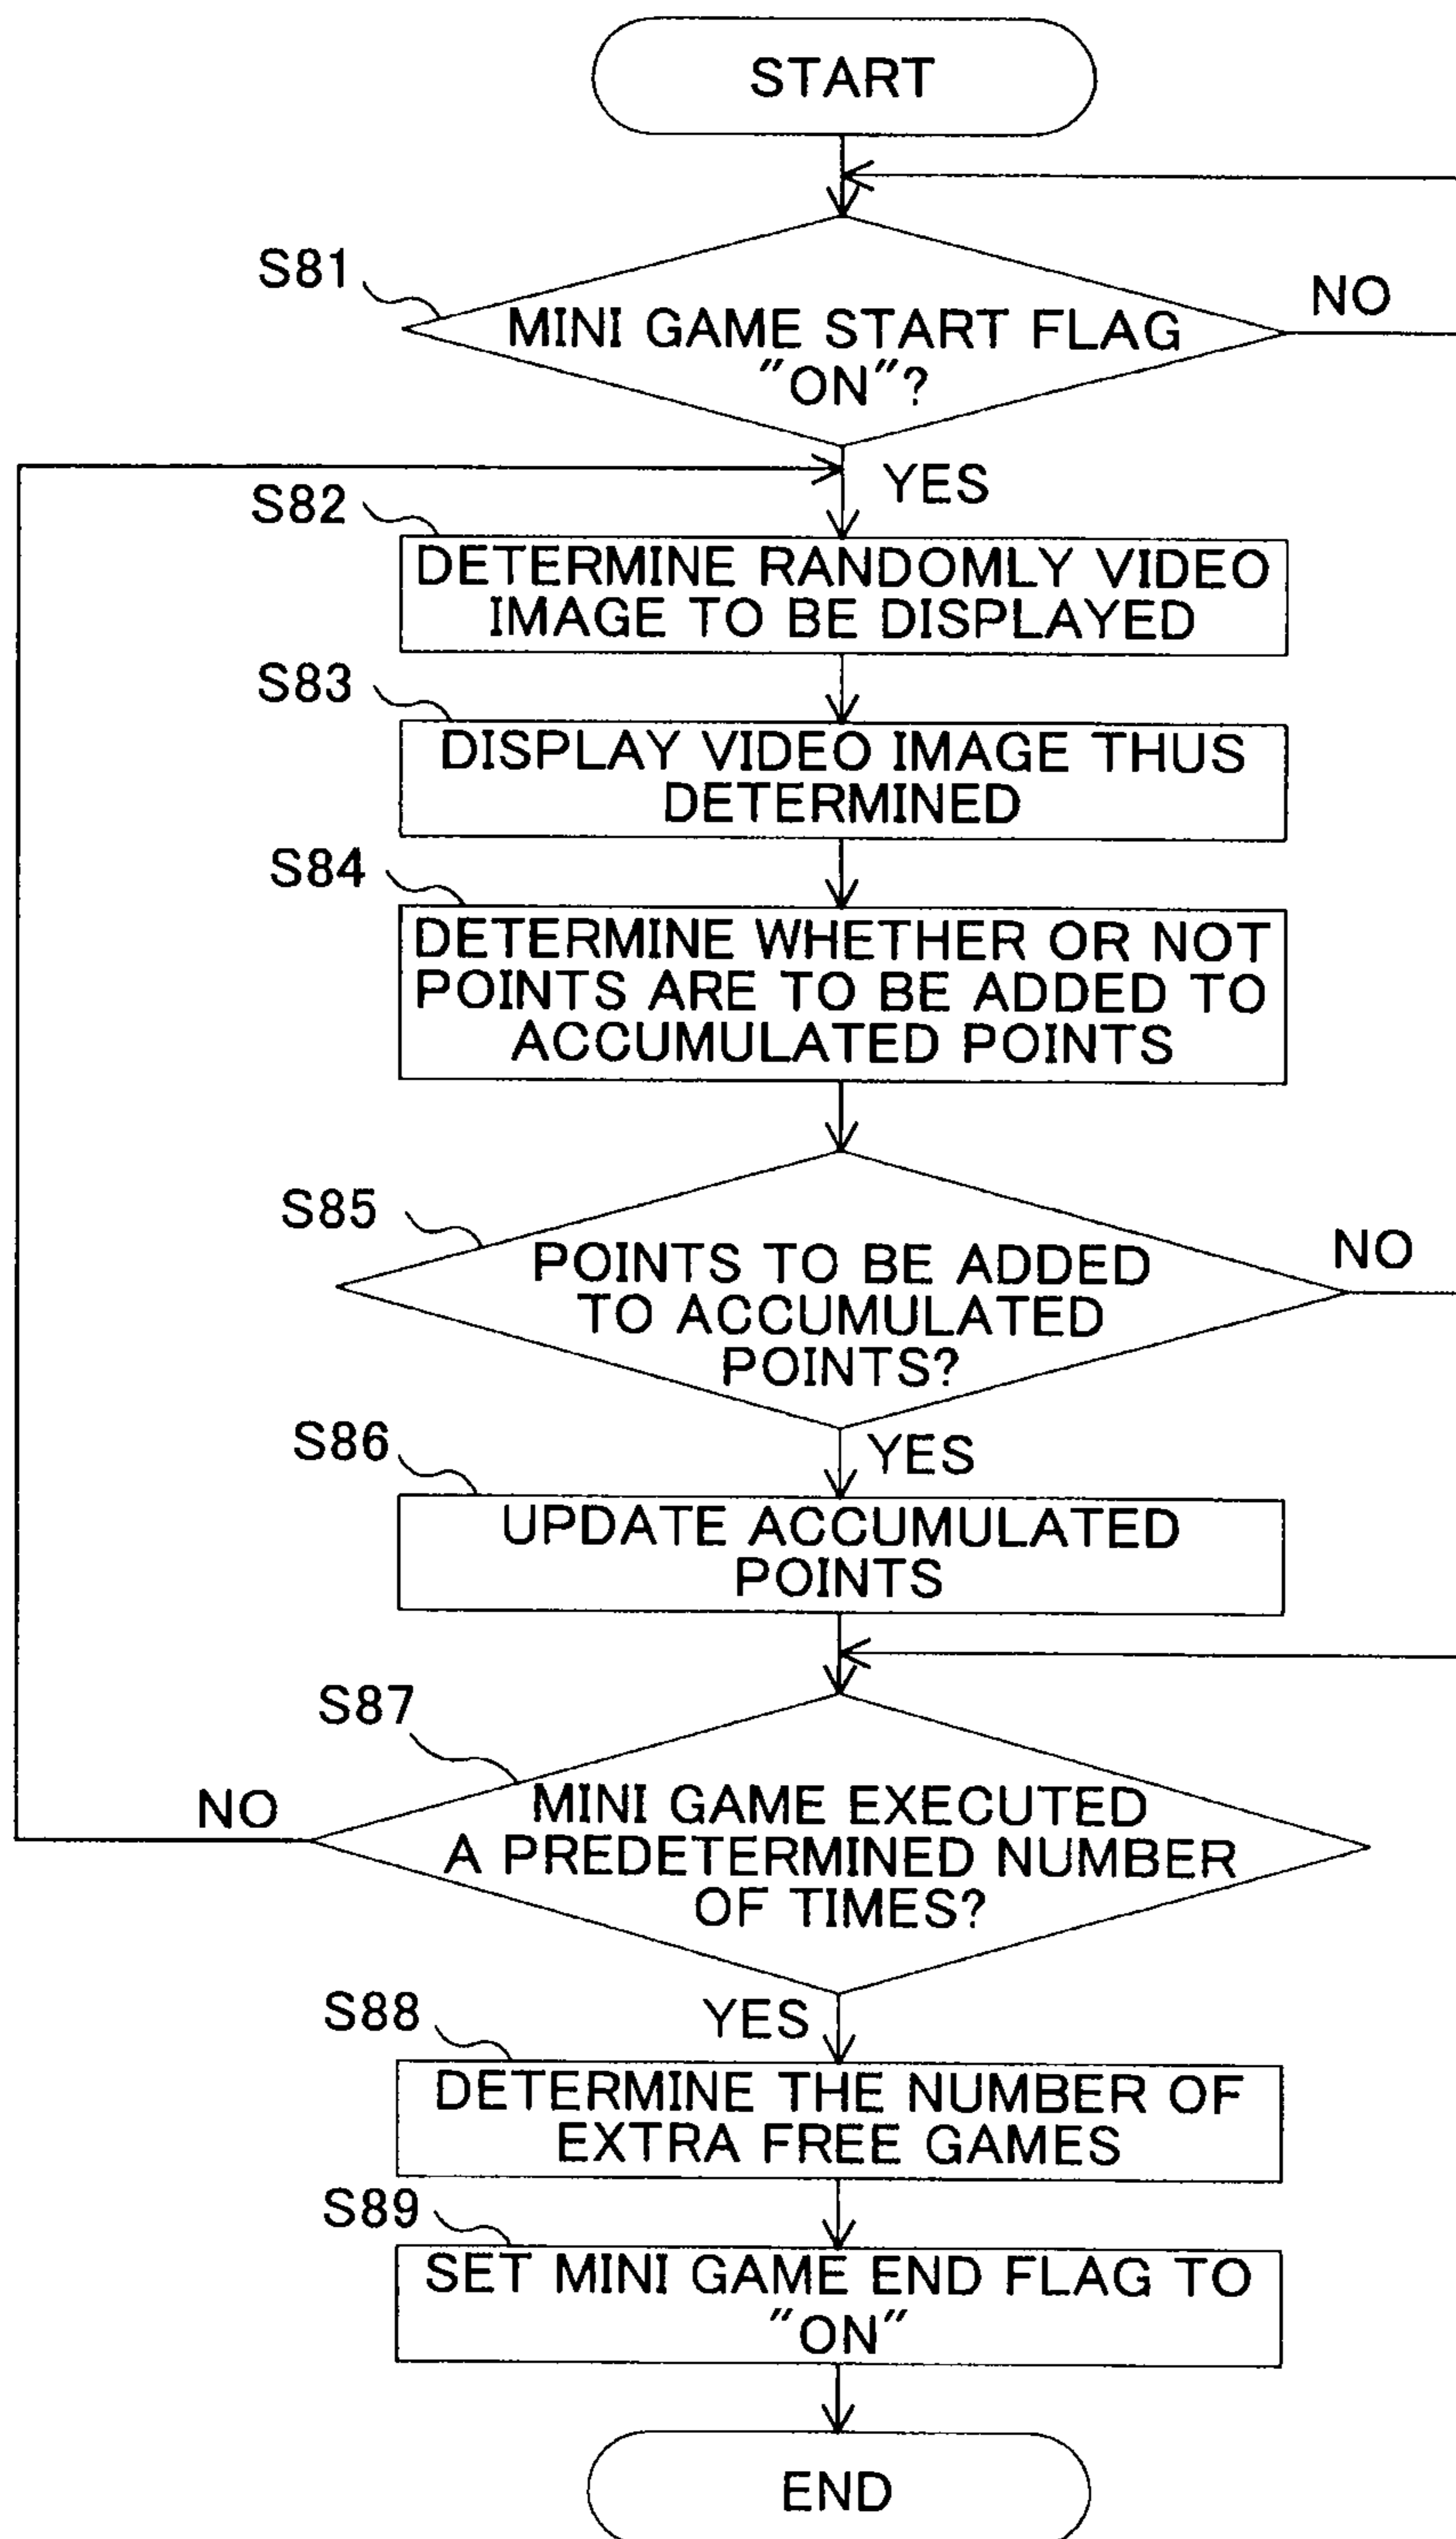 START
S81
MINI GAME START FLAG
"ON"?
NO
YES
S82
DETERMINE RANDOMLY VIDEO
IMAGE TO BE DISPLAYED
S83
DISPLAY VIDEO IMAGE THUS
DETERMINED
S84
DETERMINE WHETHER OR NOT
POINTS ARE TO BE ADDED TO
ACCUMULATED POINTS
S85
POINTS TO BE ADDED
TO ACCUMULATED
POINTS?
NO
YES
S86
UPDATE ACCUMULATED
POINTS
S87
MINI GAME EXECUTED
A PREDETERMINED NUMBER
OF TIMES?
NO
YES
S88
DETERMINE THE NUMBER OF
EXTRA FREE GAMES
S89
SET MINI GAME END FLAG TO
"ON"
END